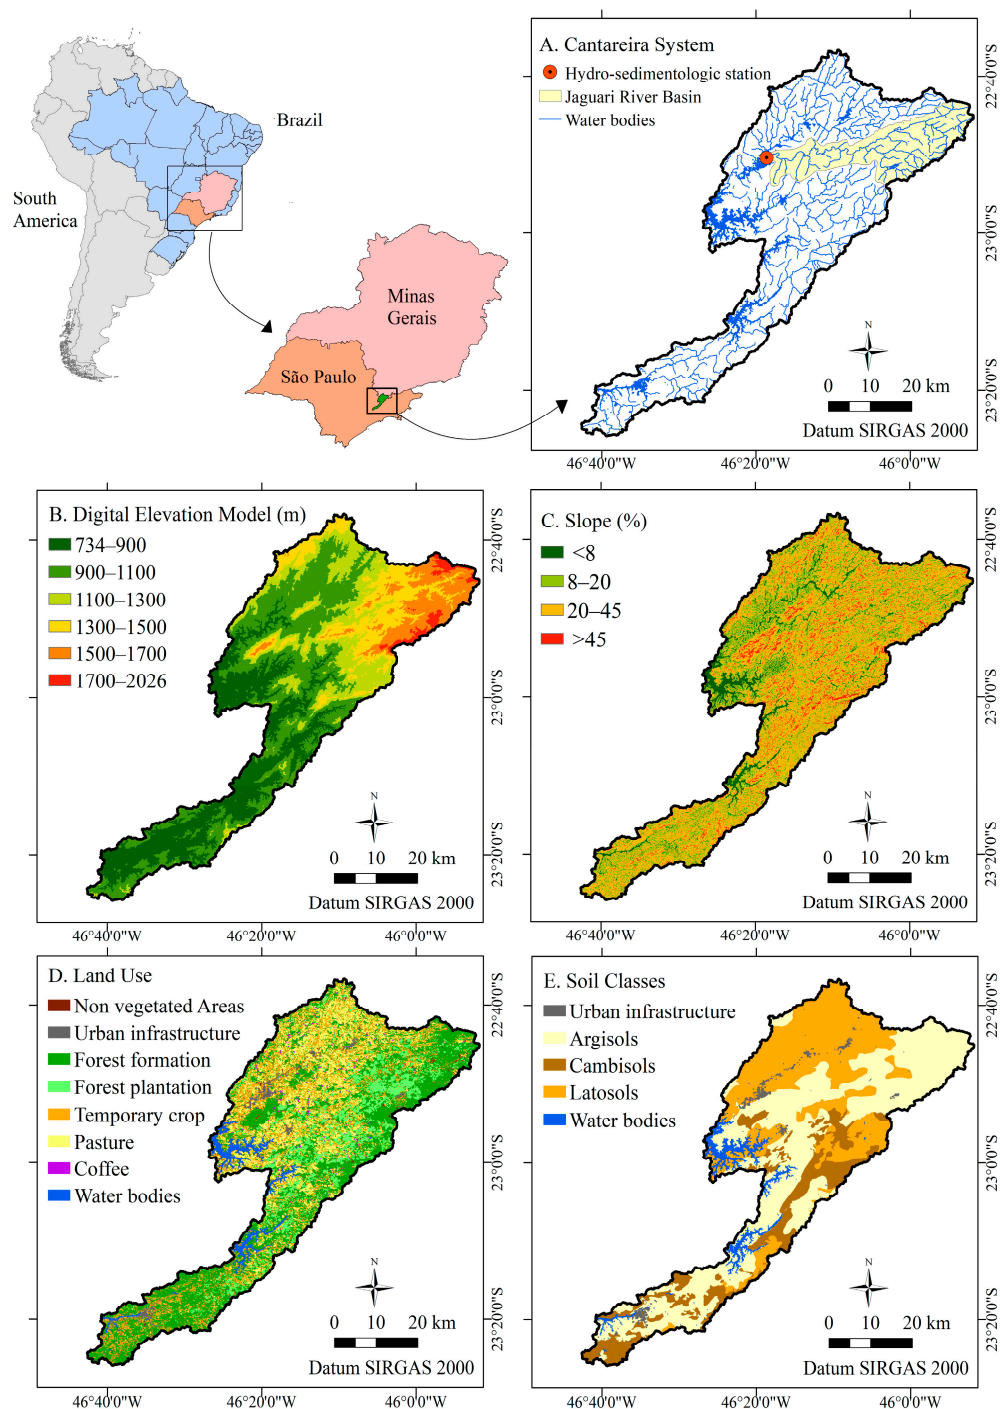 Brazil
South
America
Minas
Gerais
São Paulo
A. Cantareira System
Hydro-sedimentologic station
Jaguari River Basin
Water bodies
N
0 10 20 km
Datum SIRGAS 2000
22°40'0"S
23°0'0"S
23°20'0"S
46°40'0"W 46°20'0"W 46°0'0"W
B. Digital Elevation Model (m)
734–900
900–1100
1100–1300
1300–1500
1500–1700
1700–2026
N
0 10 20 km
Datum SIRGAS 2000
22°40'0"S
23°0'0"S
23°20'0"S
46°40'0"W 46°20'0"W 46°0'0"W
C. Slope (%)
<8
8–20
20–45
>45
N
0 10 20 km
Datum SIRGAS 2000
22°40'0"S
23°0'0"S
23°20'0"S
46°40'0"W 46°20'0"W 46°0'0"W
D. Land Use
Non vegetated Areas
Urban infrastructure
Forest formation
Forest plantation
Temporary crop
Pasture
Coffee
Water bodies
N
0 10 20 km
Datum SIRGAS 2000
22°40'0"S
23°0'0"S
23°20'0"S
46°40'0"W 46°20'0"W 46°0'0"W
E. Soil Classes
Urban infrastructure
Argisols
Cambisols
Latosols
Water bodies
N
0 10 20 km
Datum SIRGAS 2000
22°40'0"S
23°0'0"S
23°20'0"S
46°40'0"W 46°20'0"W 46°0'0"W